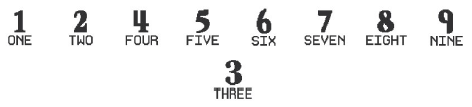 1 2 4 5 6 7 8 9
ONE TWO FOUR FIVE SIX SEVEN EIGHT NINE
3
THREE